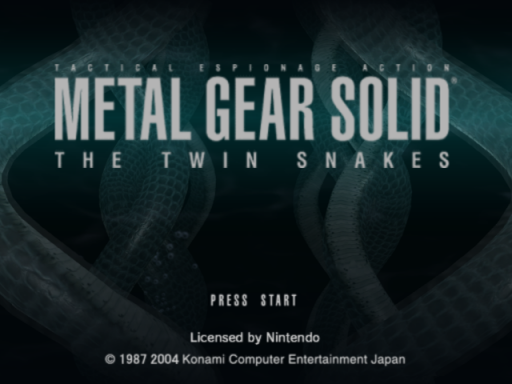 TACTICAL ESPIONAGE ACTION
METAL GEAR SOLID®
THE TWIN SNAKES
PRESS START
Licensed by Nintendo
© 1987 2004 Konami Computer Entertainment Japan